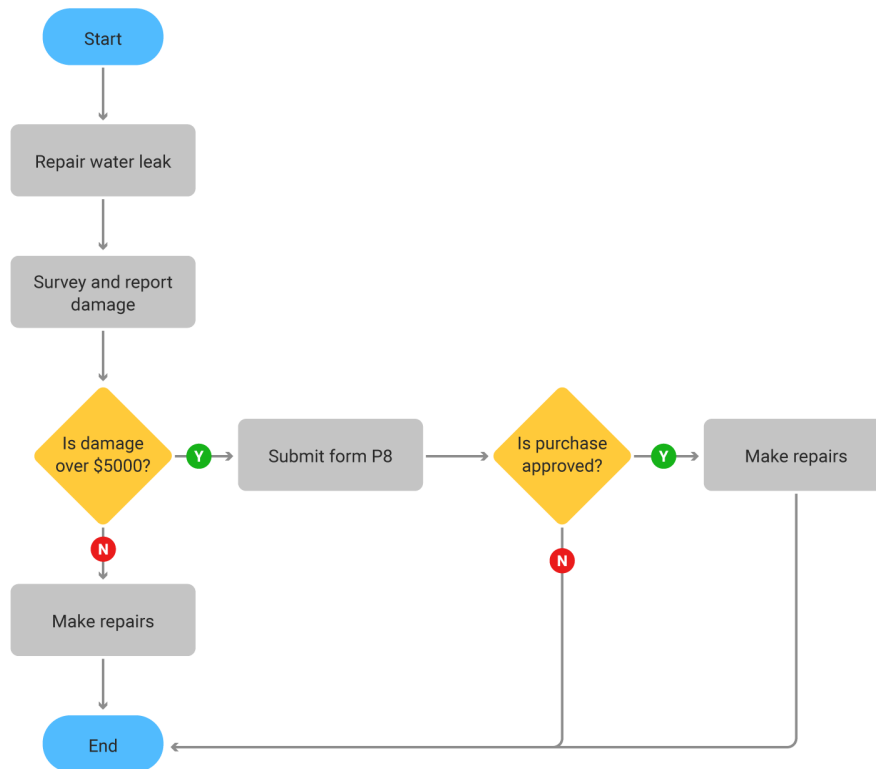 Start
Repair water leak
Survey and report
damage
Is damage
over $5000?
Y
Submit form P8
Is purchase
approved?
Y
Make repairs
N
N
Make repairs
End